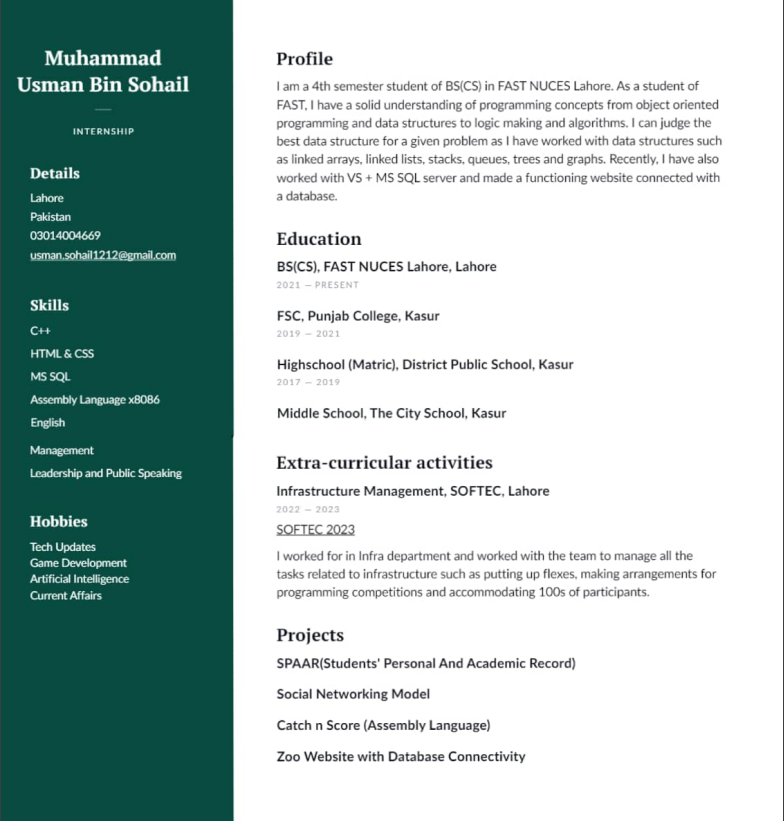 Muhammad
Usman Bin Sohail
INTERNSHIP
Details
Lahore
Pakistan
03014004669
usman.sohail1212@gmail.com
Skills
C++
HTML & CSS
MS SQL
Assembly Language x8086
English
Management
Leadership and Public Speaking
Hobbies
Tech Updates
Game Development
Artificial Intelligence
Current Affairs
Profile
I am a 4th semester student of BS(CS) in FAST NUCES Lahore. As a student of
FAST, I have a solid understanding of programming concepts from object oriented
programming and data structures to logic making and algorithms. I can judge the
best data structure for a given problem as I have worked with data structures such
as linked arrays, linked lists, stacks, queues, trees and graphs. Recently, I have also
worked with VS + MS SQL server and made a functioning website connected with
a database.
Education
BS(CS), FAST NUCES Lahore, Lahore
2021 — PRESENT
FSC, Punjab College, Kasur
2019 — 2021
Highschool (Matric), District Public School, Kasur
2017 — 2019
Middle School, The City School, Kasur
Extra-curricular activities
Infrastructure Management, SOFTEC, Lahore
2022 — 2023
SOFTEC 2023
I worked for in Infra department and worked with the team to manage all the
tasks related to infrastructure such as putting up flexes, making arrangements for
programming competitions and accommodating 100s of participants.
Projects
SPAAR(Students' Personal And Academic Record)
Social Networking Model
Catch n Score (Assembly Language)
Zoo Website with Database Connectivity